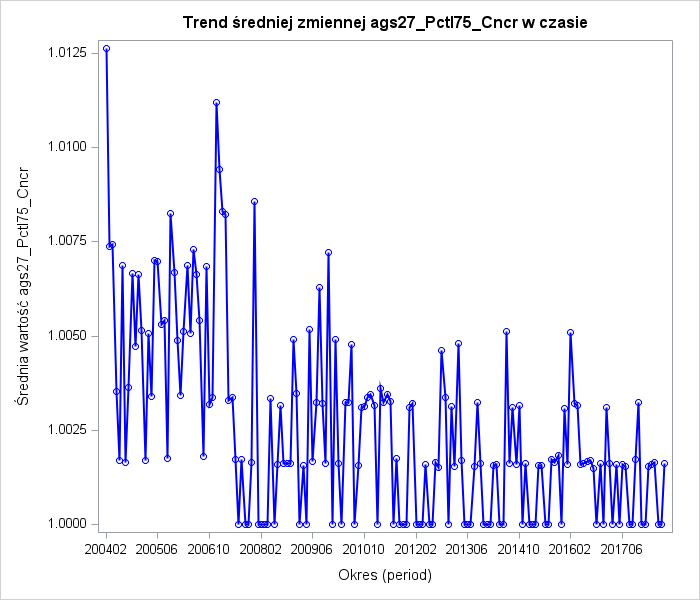 Trend średniej zmiennej ags27_Pctl75_Cncr w czasie
Średnia wartość ags27_Pctl75_Cncr
1.0125
1.0100
1.0075
1.0050
1.0025
1.0000
200402 200506 200610 200802 200906 201010 201202 201306 201410 201602 201706
Okres (period)